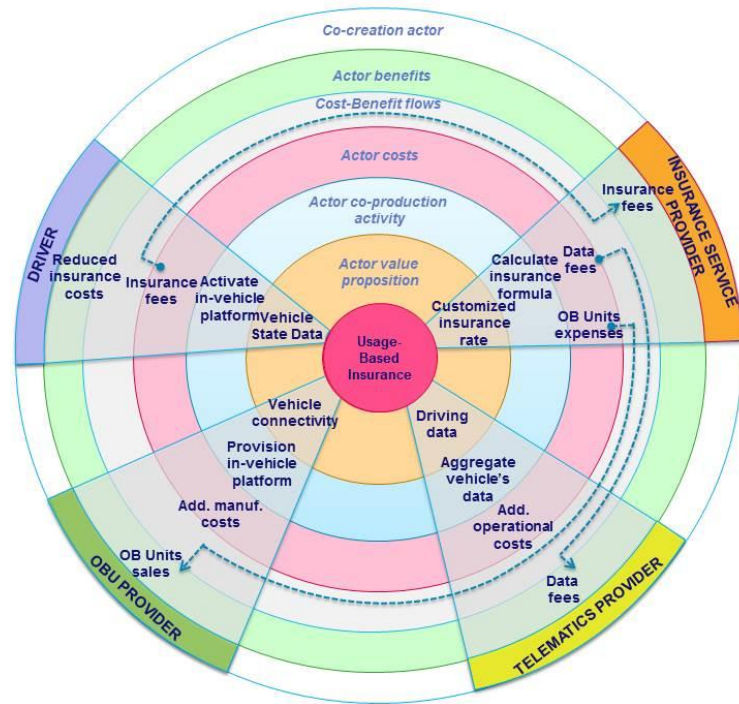 Co-creation actor
Actor benefits
Cost-Benefit flows
Actor costs
Actor co-production
activity
Actor value
proposition
Usage-
Based
Insurance
DRIVER
Reduced
insurance
costs
Insurance
fees
Activate
in-vehicle
platform
Vehicle
State Data
INSURANCE SERVICE
PROVIDER
Insurance
fees
Data
fees
OB Units
expenses
Calculate
insurance
formula
Customized
insurance
rate
OBU PROVIDER
Vehicle
connectivity
Provision
in-vehicle
platform
Add. manuf.
costs
OB Units
sales
TELEMATICS PROVIDER
Driving
data
Aggregate
vehicle's
data
Add.
operational
costs
Data
fees